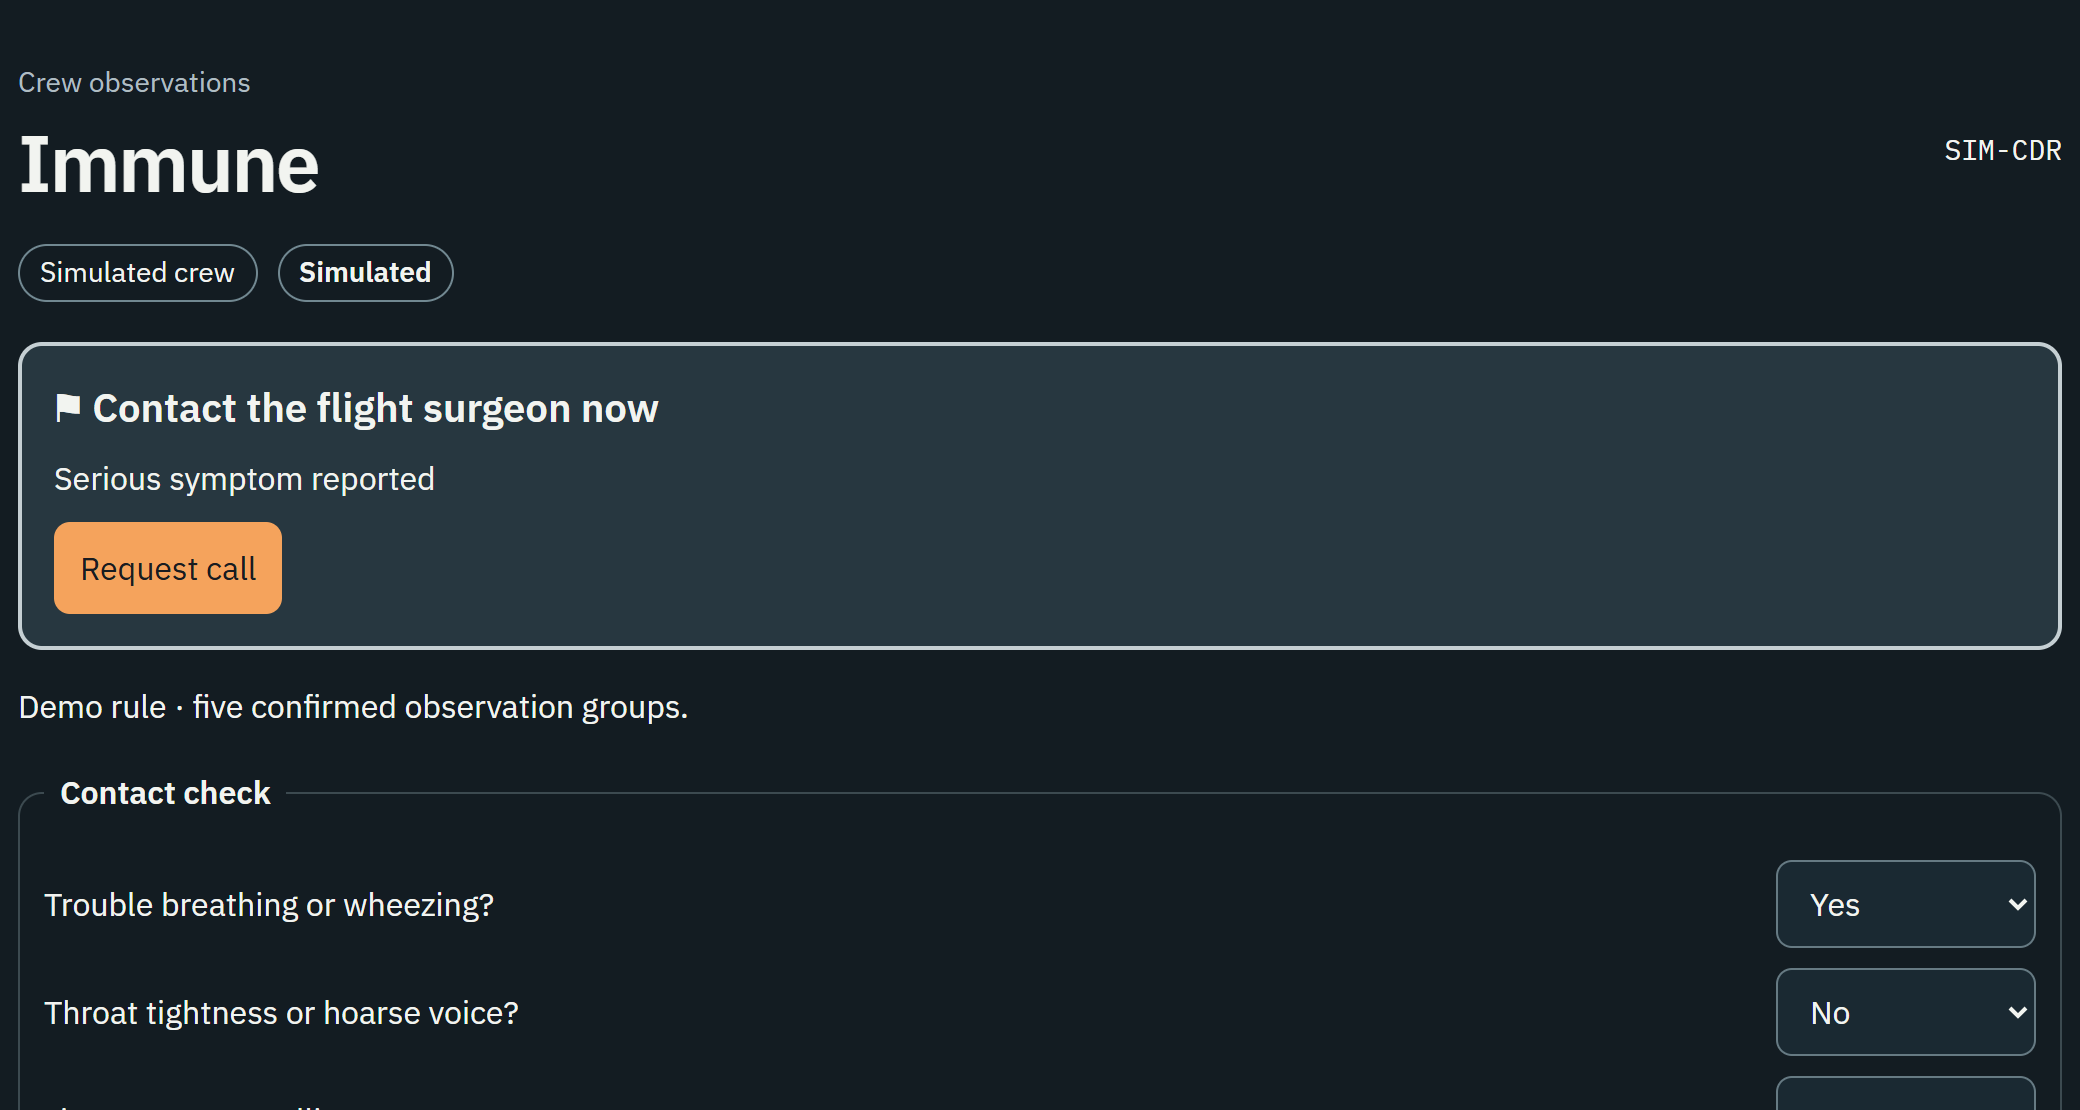 Crew observations
Immune
SIM-CDR
Simulated crew
Simulated
Contact the flight surgeon now
Serious symptom reported
Request call
Demo rule · five confirmed observation groups.
Contact check
Trouble breathing or wheezing?
Yes
Throat tightness or hoarse voice?
No